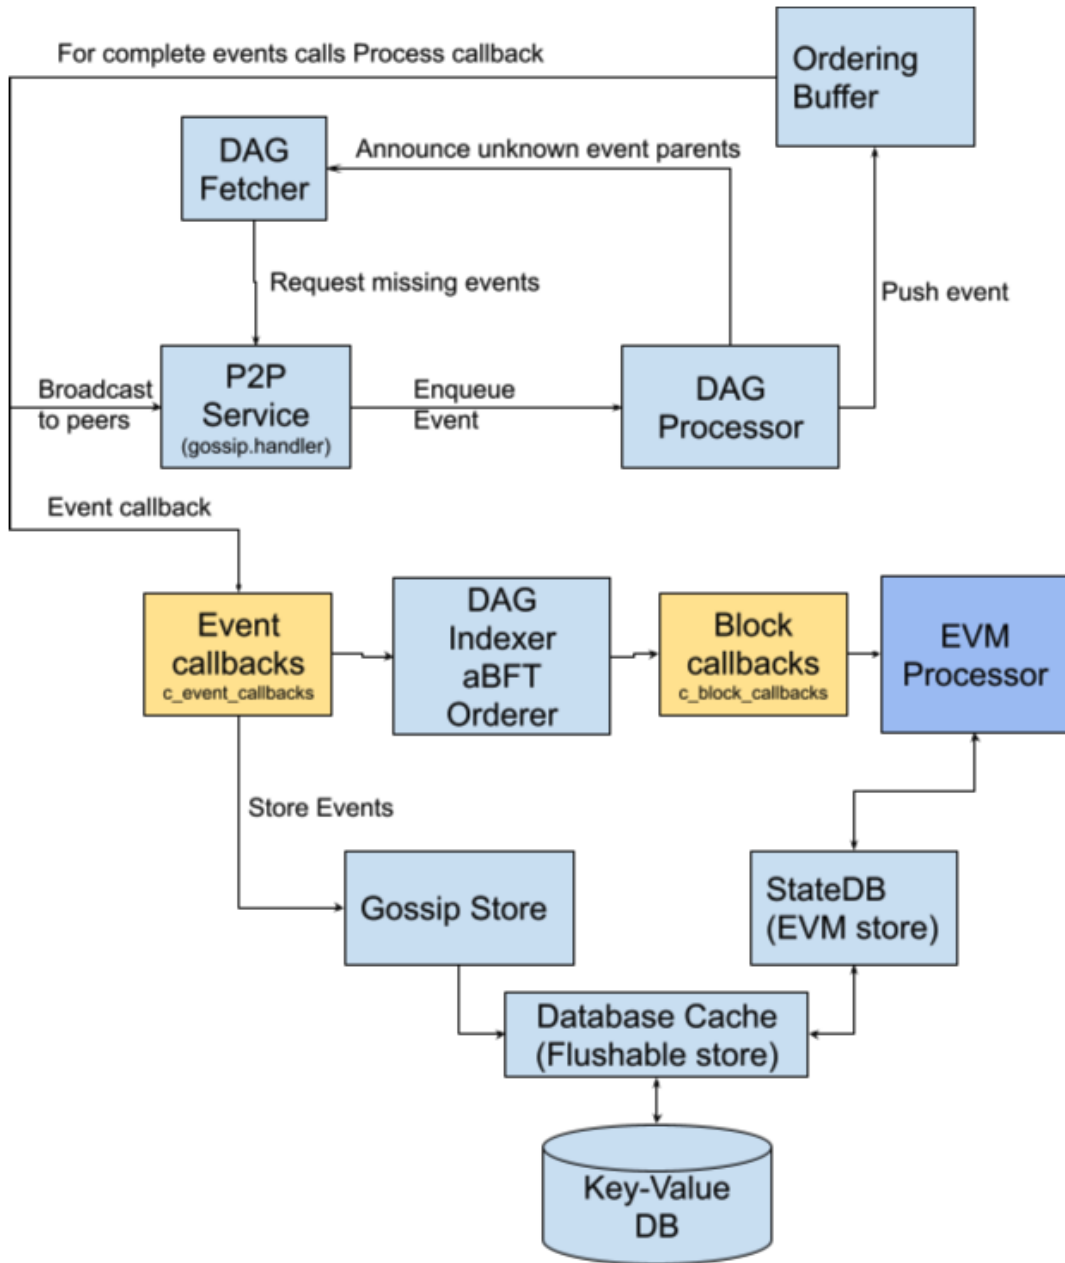 For complete events calls Process callback
Ordering
Buffer
DAG
Fetcher
Announce unknown event parents
Request missing events
Push event
Broadcast
to peers
P2P
Service
(gossip.handler)
Enqueue
Event
DAG
Processor
Event callback
Event
callbacks
c_event_callbacks
DAG
Indexer
aBFT
Orderer
Block
callbacks
c_block_callbacks
EVM
Processor
Store Events
Gossip Store
StateDB
(EVM store)
Database Cache
(Flushable store)
Key-Value
DB